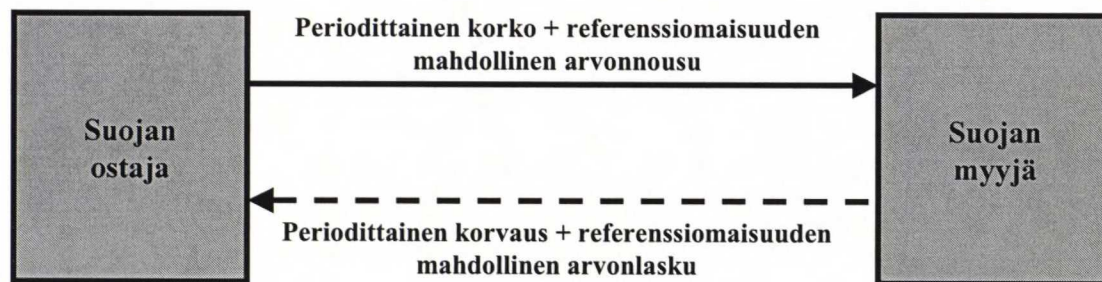 Periodittainen korko + referenssiomaisuuden
mahdollinen arvonnousu
Suojan
ostaja
Suojan
myyjä
Periodittainen korvaus + referenssiomaisuuden
mahdollinen arvonlasku